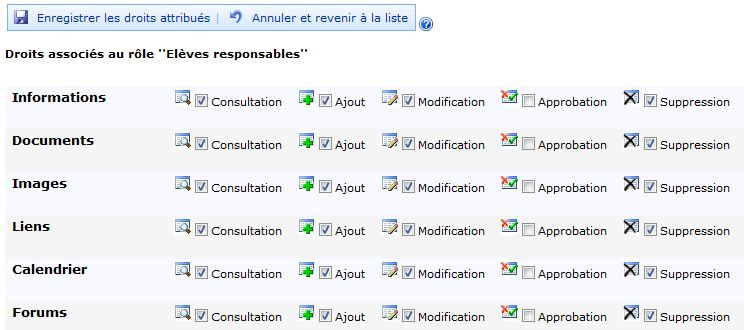 Enregistrer les droits attribués | Annuler et revenir à la liste ?
Droits associés au rôle "Elèves responsables"
Informations Consultation Ajout Modification Approbation Suppression
Documents Consultation Ajout Modification Approbation Suppression
Images Consultation Ajout Modification Approbation Suppression
Liens Consultation Ajout Modification Approbation Suppression
Calendrier Consultation Ajout Modification Approbation Suppression
Forums Consultation Ajout Modification Approbation Suppression